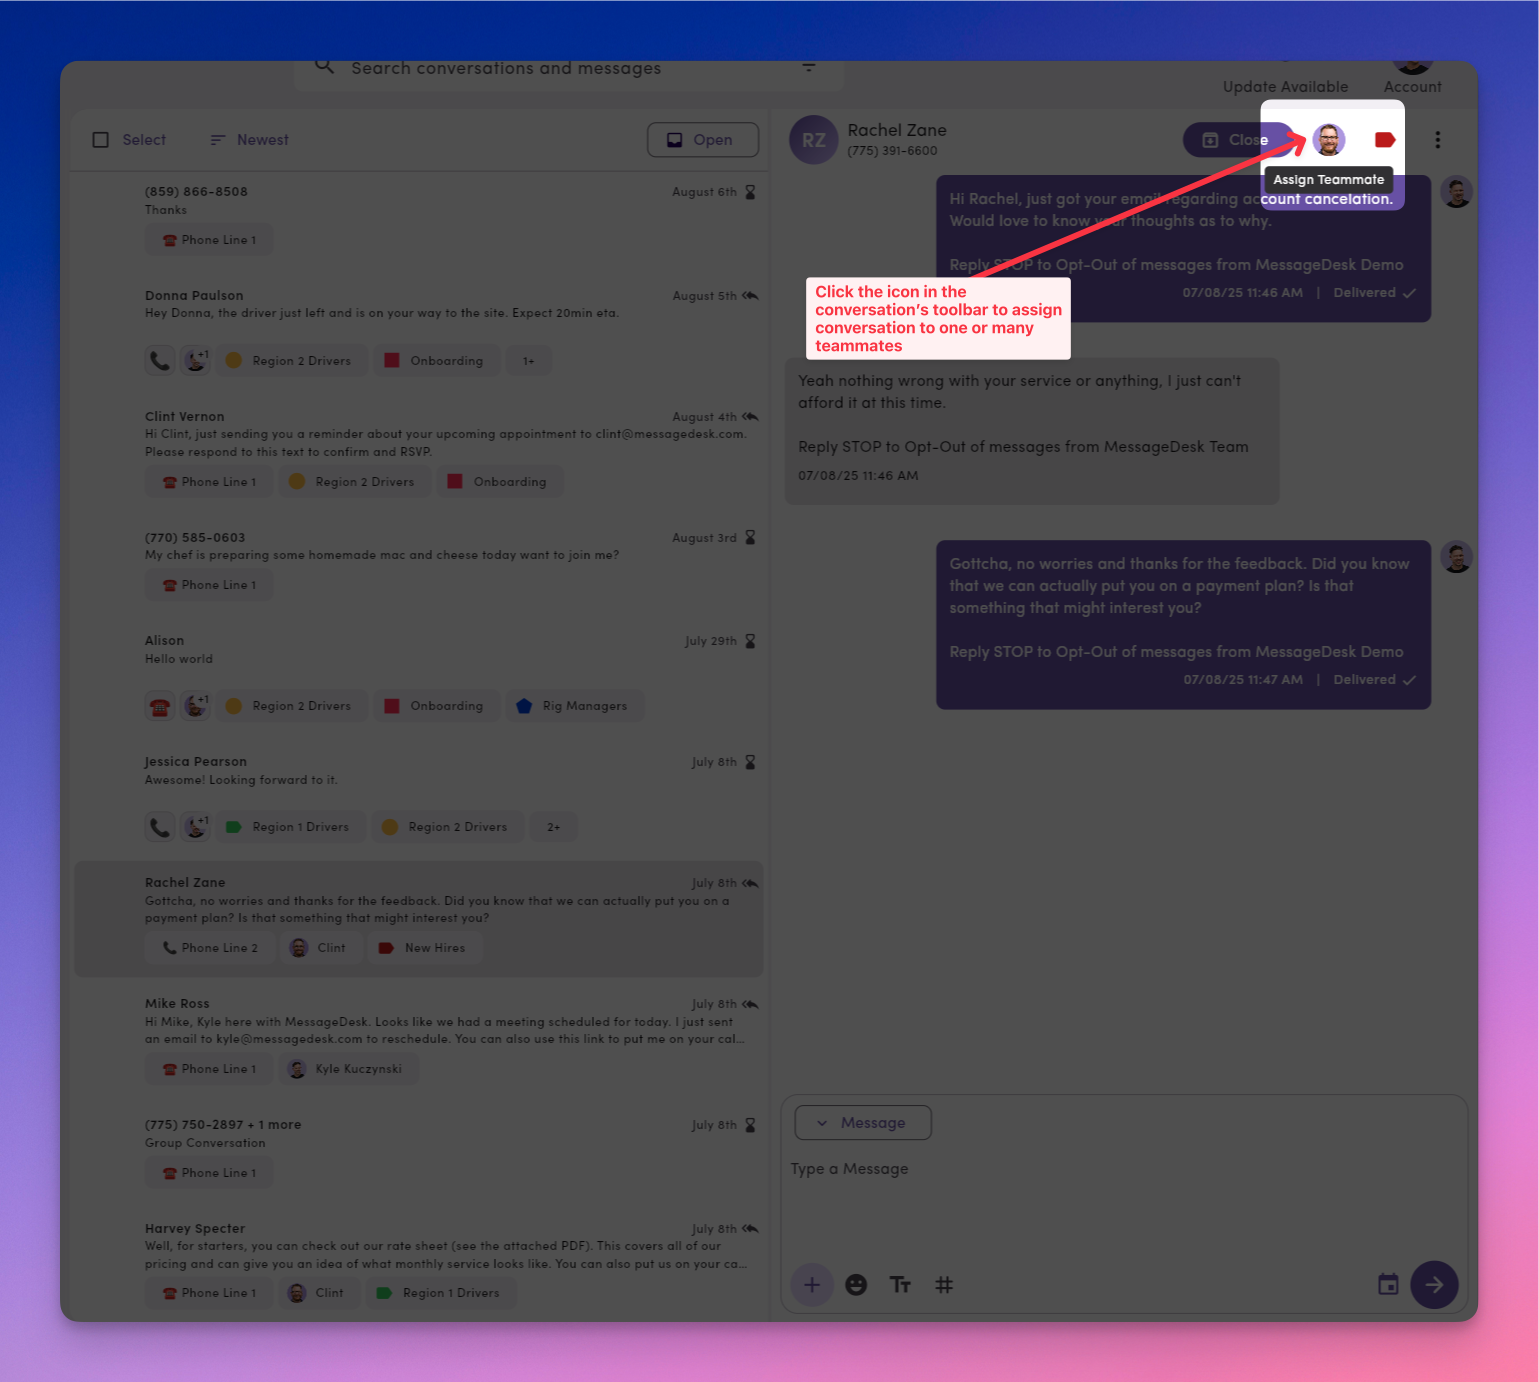 Search conversations and messages
Update Available
Account
Select
Newest
Open
(859) 866-8508
August 6th
Thanks
Phone Line 1
Donna Paulson
August 5th
Hey Donna, the driver just left and is on your way to the site. Expect 20min eta.
+1
Region 2 Drivers
Onboarding
1+
Clint Vernon
August 4th
Hi Clint, just sending you a reminder about your upcoming appointment to clint@messagedesk.com.
Please respond to this text to confirm and RSVP.
Phone Line 1
Region 2 Drivers
Onboarding
(770) 585-0603
August 3rd
My chef is preparing some homemade mac and cheese today want to join me?
Phone Line 1
Alison
July 29th
Hello world
+1
Region 2 Drivers
Onboarding
Rig Managers
Jessica Pearson
July 8th
Awesome! Looking forward to it.
+1
Region 1 Drivers
Region 2 Drivers
2+
Rachel Zane
July 8th
Gottcha, no worries and thanks for the feedback. Did you know that we can actually put you on a
payment plan? Is that something that might interest you?
Phone Line 2
Clint
New Hires
Mike Ross
July 8th
Hi Mike, Kyle here with MessageDesk. Looks like we had a meeting scheduled for today. I just sent
an email to kyle@messagedesk.com to reschedule. You can also use this link to put me on your cal...
Phone Line 1
Kyle Kuczynski
(775) 750-2897 + 1 more
July 8th
Group Conversation
Phone Line 1
Harvey Specter
July 8th
Well, for starters, you can check out our rate sheet (see the attached PDF). This covers all of our
pricing and can give you an idea of what monthly service looks like. You can also put us on your ca...
Phone Line 1
Clint
Region 1 Drivers
RZ
Rachel Zane
(775) 391-6600
Close
Assign Teammate
Hi Rachel, just got your email regarding account cancelation.
Would love to know your thoughts as to why.
Reply STOP to Opt-Out of messages from MessageDesk Demo
07/08/25 11:46 AM | Delivered
Click the icon in the
conversation's toolbar to assign
conversation to one or many
teammates
Yeah nothing wrong with your service or anything, I just can't
afford it at this time.
Reply STOP to Opt-Out of messages from MessageDesk Team
07/08/25 11:46 AM
Gottcha, no worries and thanks for the feedback. Did you know
that we can actually put you on a payment plan? Is that
something that might interest you?
Reply STOP to Opt-Out of messages from MessageDesk Demo
07/08/25 11:47 AM | Delivered
Message
Type a Message